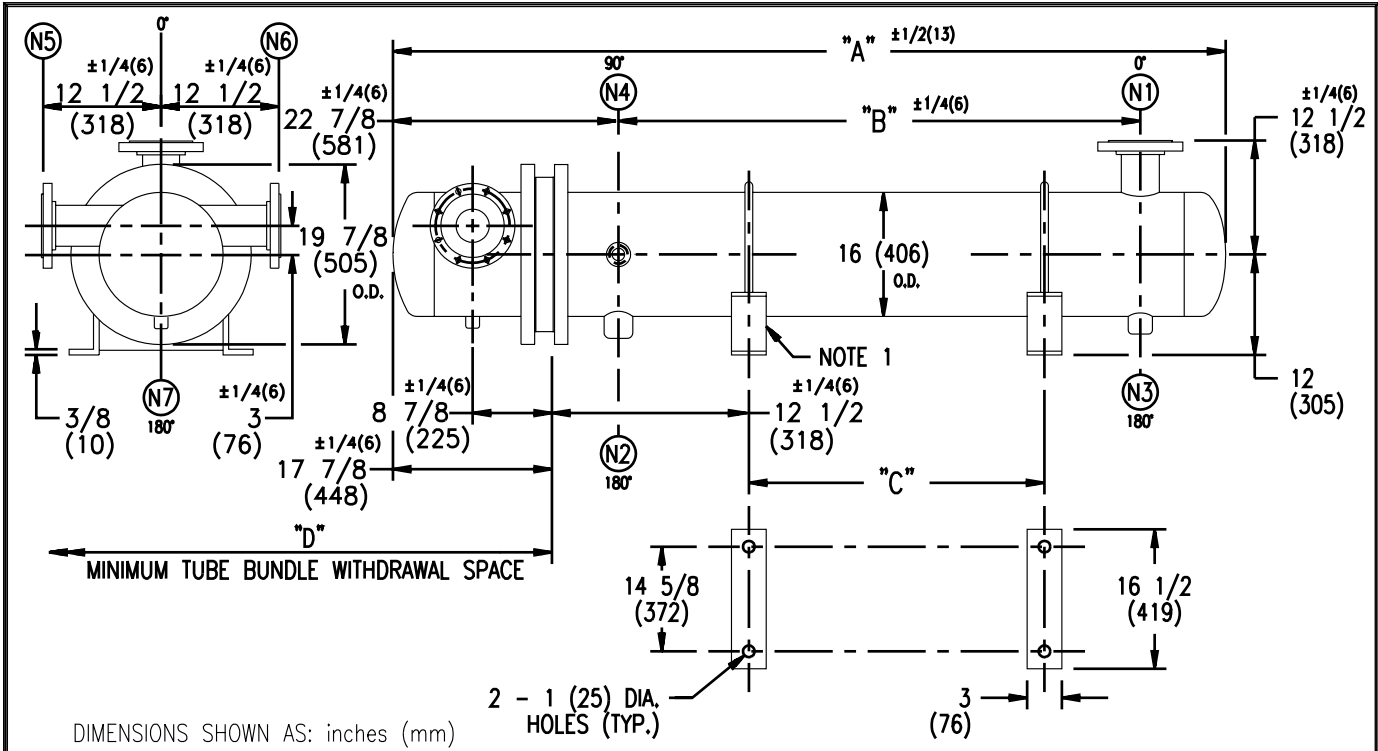 N5
0°
N6
±1/4(6)
±1/4(6)
12 1/2
(318)
12 1/2
(318)
±1/4(6)
22 7/8
(581)
"A" ±1/2(13)
90°
N4
"B" ±1/4(6)
0°
N1
±1/4(6)
12 1/2
(318)
19 7/8
(505)
O.D.
16 (406)
O.D.
NOTE 1
3/8
(10)
N7
180°
±1/4(6)
3
(76)
±1/4(6)
8 7/8
(225)
±1/4(6)
17 7/8
(448)
N2
180°
±1/4(6)
12 1/2
(318)
N3
180°
12
(305)
"C"
"D"
MINIMUM TUBE BUNDLE WITHDRAWAL SPACE
14 5/8
(372)
16 1/2
(419)
2 - 1 (25) DIA.
HOLES (TYP.)
3
(76)
DIMENSIONS SHOWN AS: inches (mm)